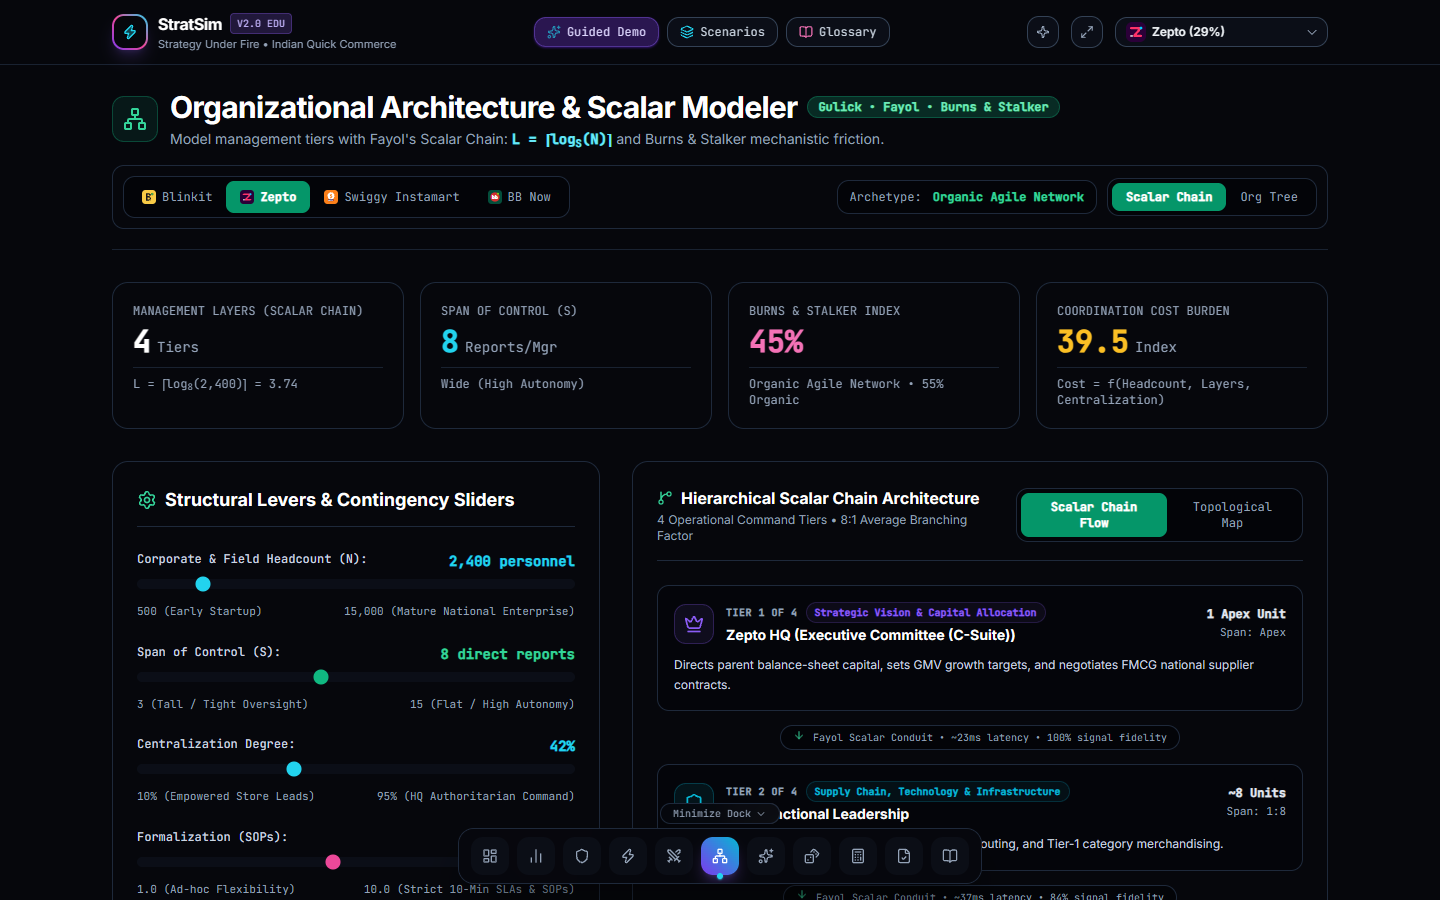 StratSim V2.0 EDU
Strategy Under Fire • Indian Quick Commerce
Guided Demo
Scenarios
Glossary
Zepto (29%)
Organizational Architecture & Scalar Modeler
Gulick • Fayol • Burns & Stalker
Model management tiers with Fayol's Scalar Chain: L = ⌈logₛ(N)⌉ and Burns & Stalker mechanistic friction.
Blinkit
Zepto
Swiggy Instamart
BB Now
Archetype: Organic Agile Network
Scalar Chain
Org Tree
MANAGEMENT LAYERS (SCALAR CHAIN)
4 Tiers
L = ⌈log₈(2,400)⌉ = 3.74
SPAN OF CONTROL (S)
8 Reports/Mgr
Wide (High Autonomy)
BURNS & STALKER INDEX
45%
Organic Agile Network • 55%
Organic
COORDINATION COST BURDEN
39.5 Index
Cost = f(Headcount, Layers,
Centralization)
Structural Levers & Contingency Sliders
Corporate & Field Headcount (N):
2,400 personnel
500 (Early Startup)
15,000 (Mature National Enterprise)
Span of Control (S):
8 direct reports
3 (Tall / Tight Oversight)
15 (Flat / High Autonomy)
Centralization Degree:
42%
10% (Empowered Store Leads)
95% (HQ Authoritarian Command)
Formalization (SOPs):
1.0 (Ad-hoc Flexibility)
10.0 (Strict 10-Min SLAs & SOPs)
Hierarchical Scalar Chain Architecture
4 Operational Command Tiers • 8:1 Average Branching
Factor
Scalar Chain
Flow
Topological
Map
TIER 1 OF 4
Strategic Vision & Capital Allocation
Zepto HQ (Executive Committee (C-Suite))
1 Apex Unit
Span: Apex
Directs parent balance-sheet capital, sets GMV growth targets, and negotiates FMCG national supplier
contracts.
Fayol Scalar Conduit • ~23ms latency • 100% signal fidelity
TIER 2 OF 4
Supply Chain, Technology & Infrastructure
~8 Units
Span: 1:8
Minimize Dock
ctional Leadership
outing, and Tier-1 category merchandising.
Fayol Scalar Conduit • ~37ms latency • 84% signal fidelity